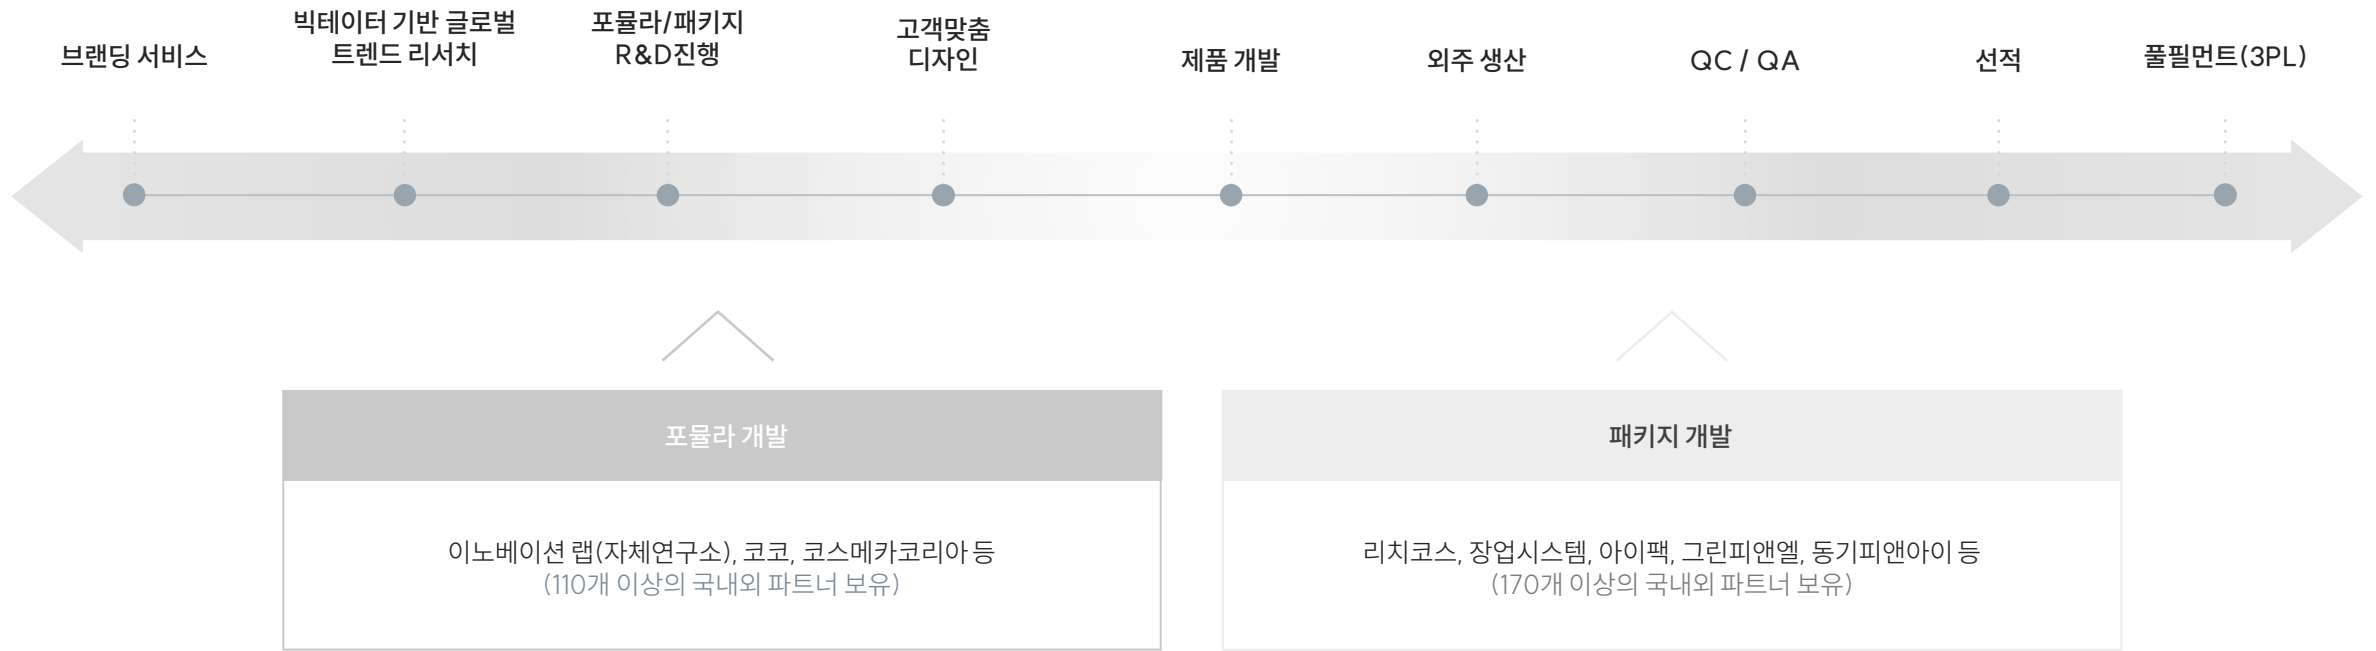 브랜딩 서비스
빅테이터 기반 글로벌
트렌드 리서치
포뮬라/패키지
R&D진행
고객맞춤
디자인
제품 개발
외주 생산
QC / QA
선적
풀필먼트(3PL)
포뮬라 개발
이노베이션 랩(자체연구소), 코코, 코스메카코리아 등
(110개 이상의 국내외 파트너 보유)
패키지 개발
리치코스, 장업시스템, 아이팩, 그린피앤엘, 동기피앤아이 등
(170개 이상의 국내외 파트너 보유)